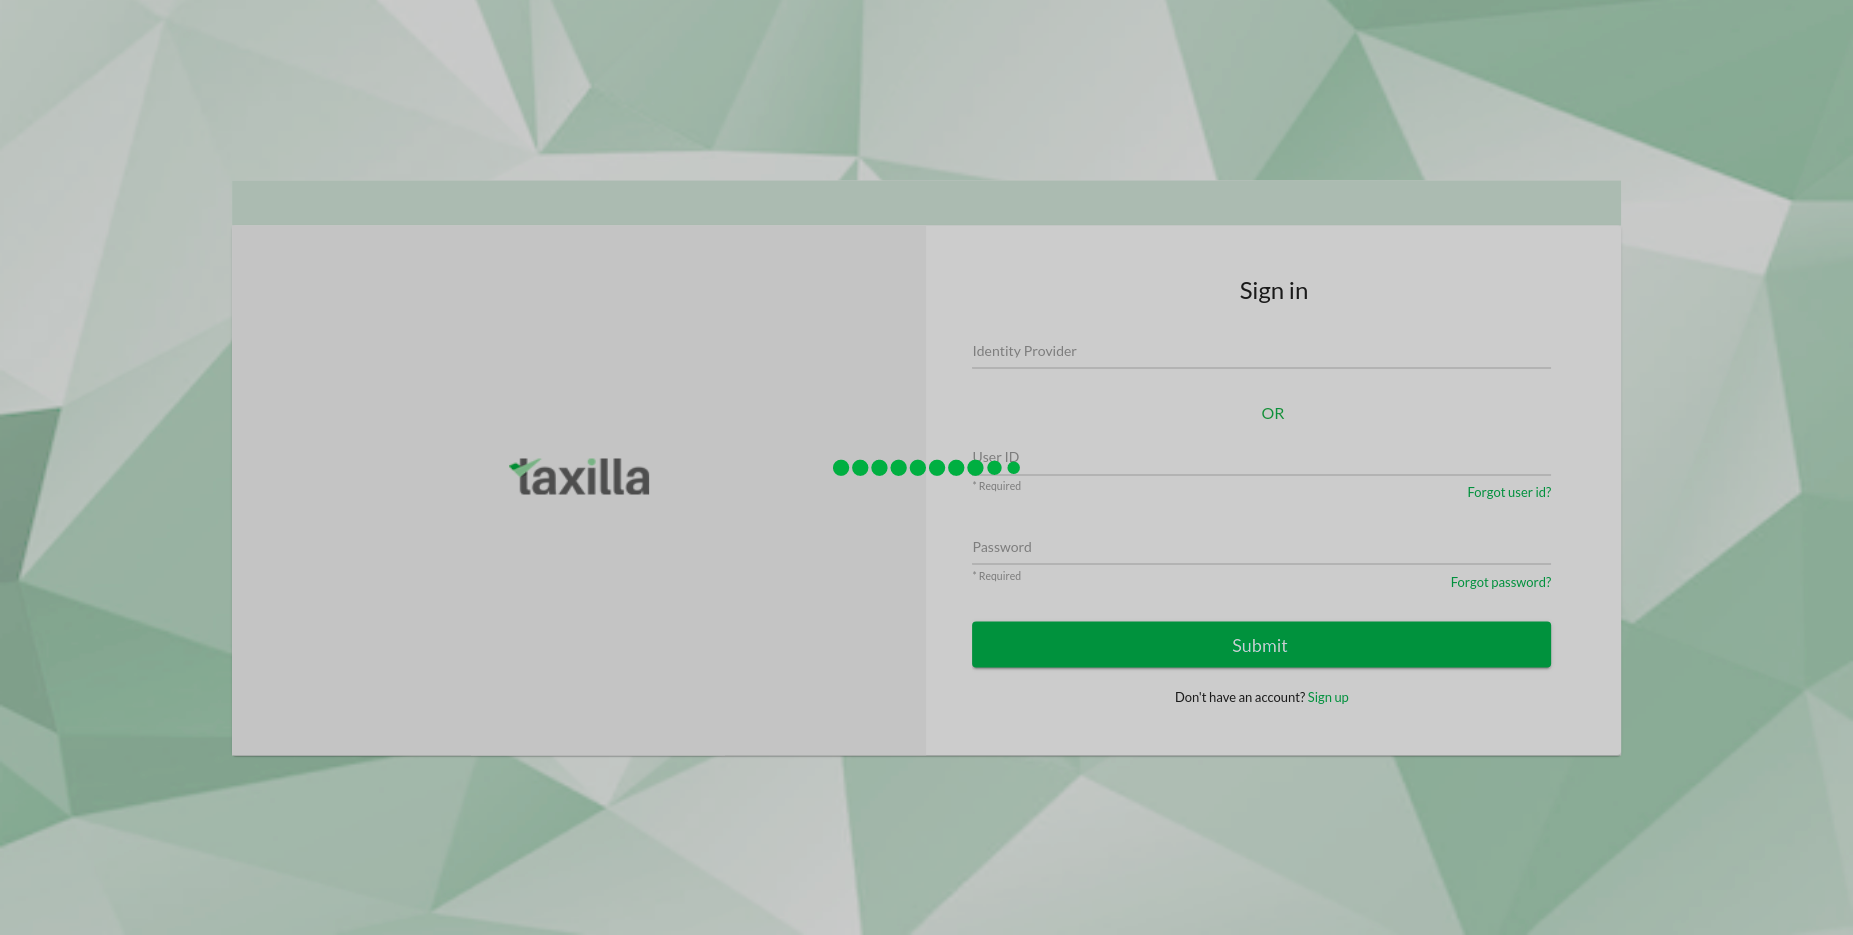 taxilla
Sign in
Identity Provider
OR
User ID
* Required
Forgot user id?
Password
* Required
Forgot password?
Submit
Don't have an account? Sign up